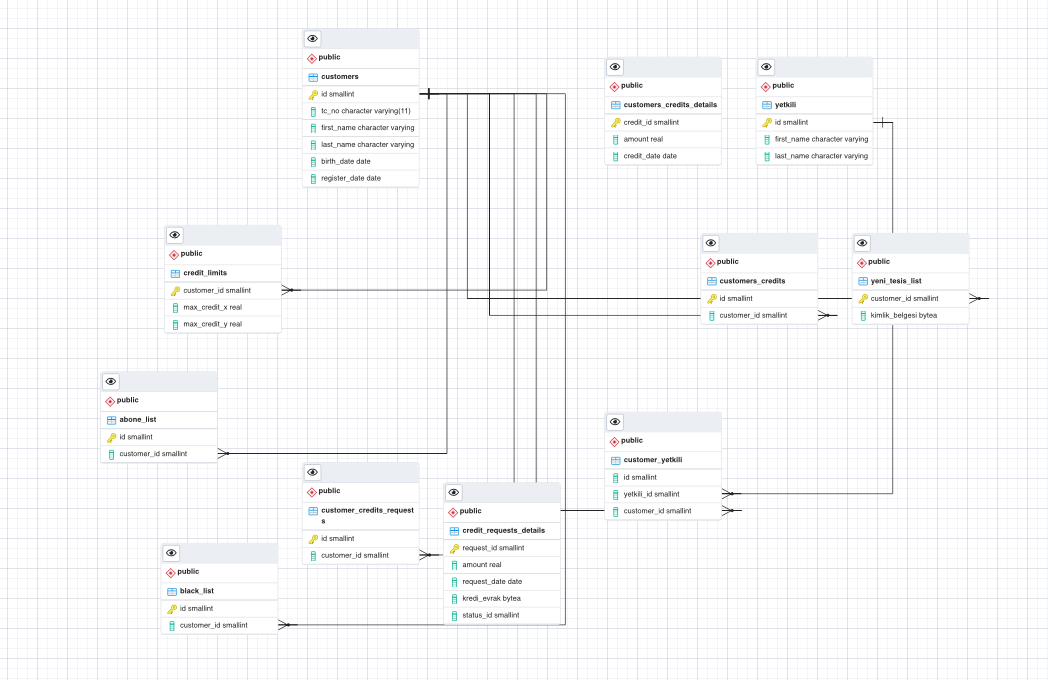 public
customers
id smallint
tc_no character varying(11)
first_name character varying
last_name character varying
birth_date date
register_date date
public
customers_credits_details
credit_id smallint
amount real
credit_date date
public
yetkili
id smallint
first_name character varying
last_name character varying
public
credit_limits
customer_id smallint
max_credit_x real
max_credit_y real
public
customers_credits
id smallint
customer_id smallint
public
yeni_tesis_list
customer_id smallint
kimlik_belgesi bytea
public
abone_list
id smallint
customer_id smallint
public
customer_yetkili
id smallint
yetkili_id smallint
customer_id smallint
public
customer_credits_request
s
id smallint
customer_id smallint
public
credit_requests_details
request_id smallint
amount real
request_date date
kredi_evrak bytea
status_id smallint
public
black_list
id smallint
customer_id smallint